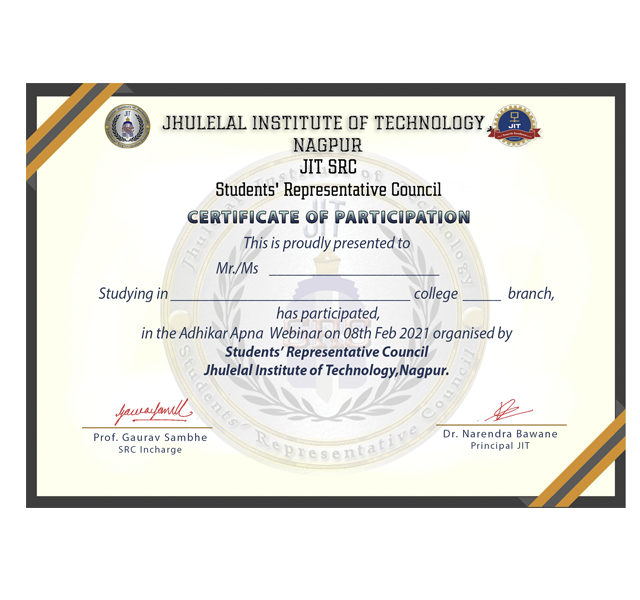 JHULELAL INSTITUTE OF TECHNOLOGY,
NAGPUR
JIT SRC
Students' Representative Council
CERTIFICATE OF PARTICIPATION
This is proudly presented to
Mr./Ms ____________________
Studying in ______________________________ college _____ branch,
has participated,
in the Adhikar Apna Webinar on 08th Feb 2021 organised by
Students' Representative Council
Jhulelal Institute of Technology,Nagpur.
Prof. Gaurav Sambhe
SRC Incharge
Dr. Narendra Bawane
Principal JIT
JIT
Jhulelal Institute of Technology
JIT
Students' Representative Council